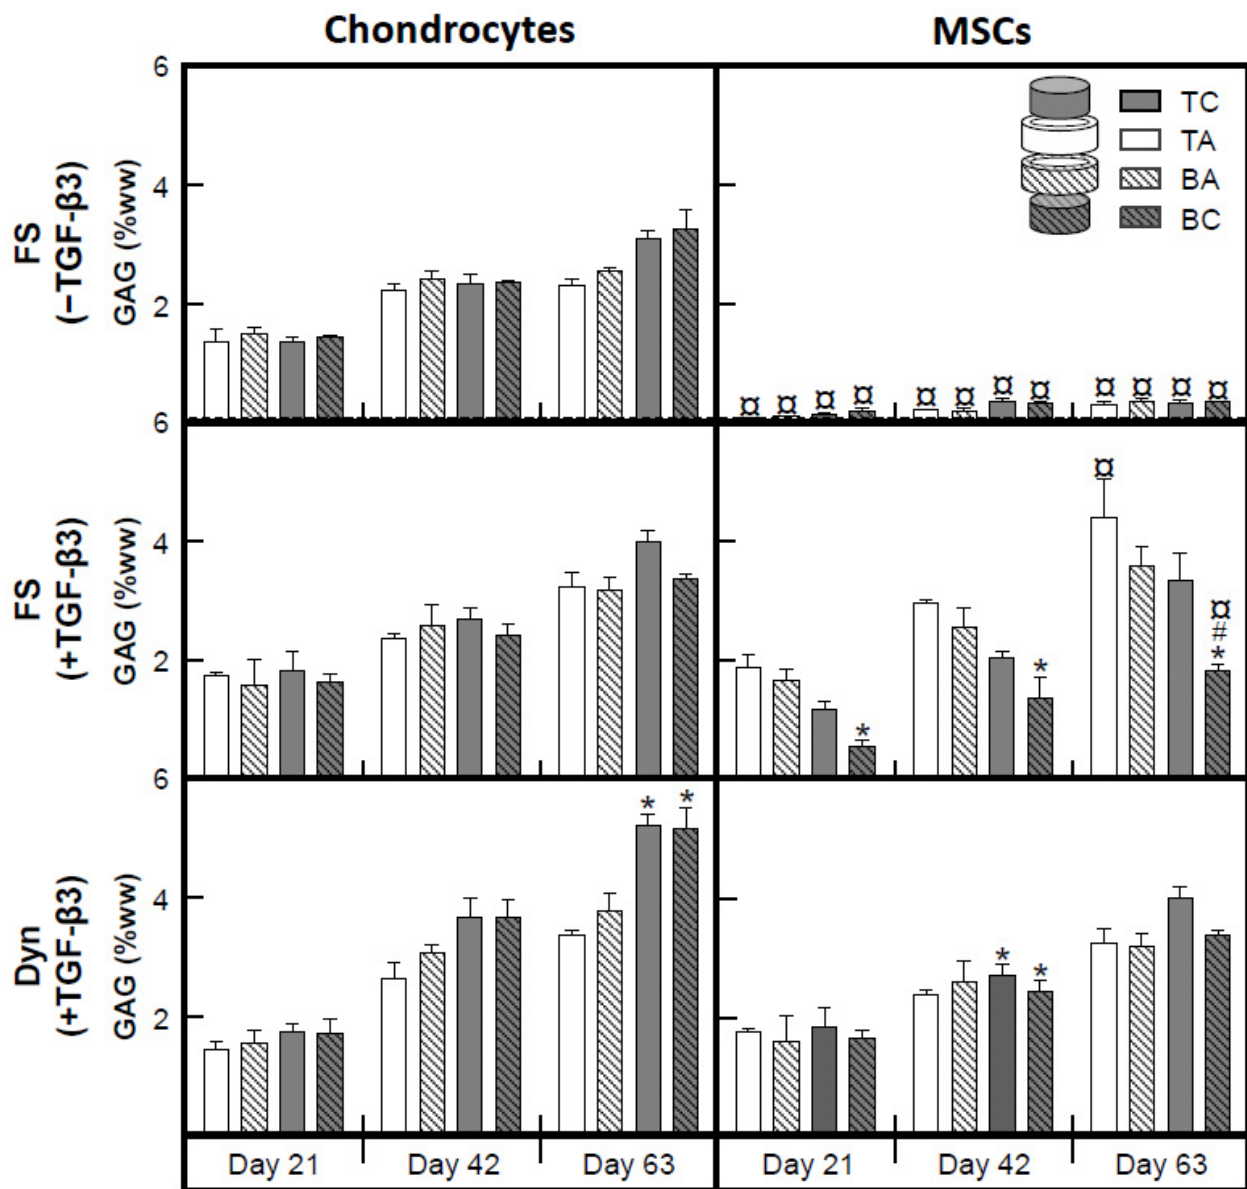 Chondrocytes MSCs
6
4
2
FS
(−TGF-β3)
GAG (%ww)
TC
TA
BA
BC
¤ ¤ ¤ ¤ ¤ ¤ ¤ ¤ ¤ ¤ ¤ ¤
6
4
2
FS
(+TGF-β3)
GAG (%ww)
¤
¤
#
* * *
6
4
2
Dyn
(+TGF-β3)
GAG (%ww)
* *
* *
Day 21 Day 42 Day 63 Day 21 Day 42 Day 63